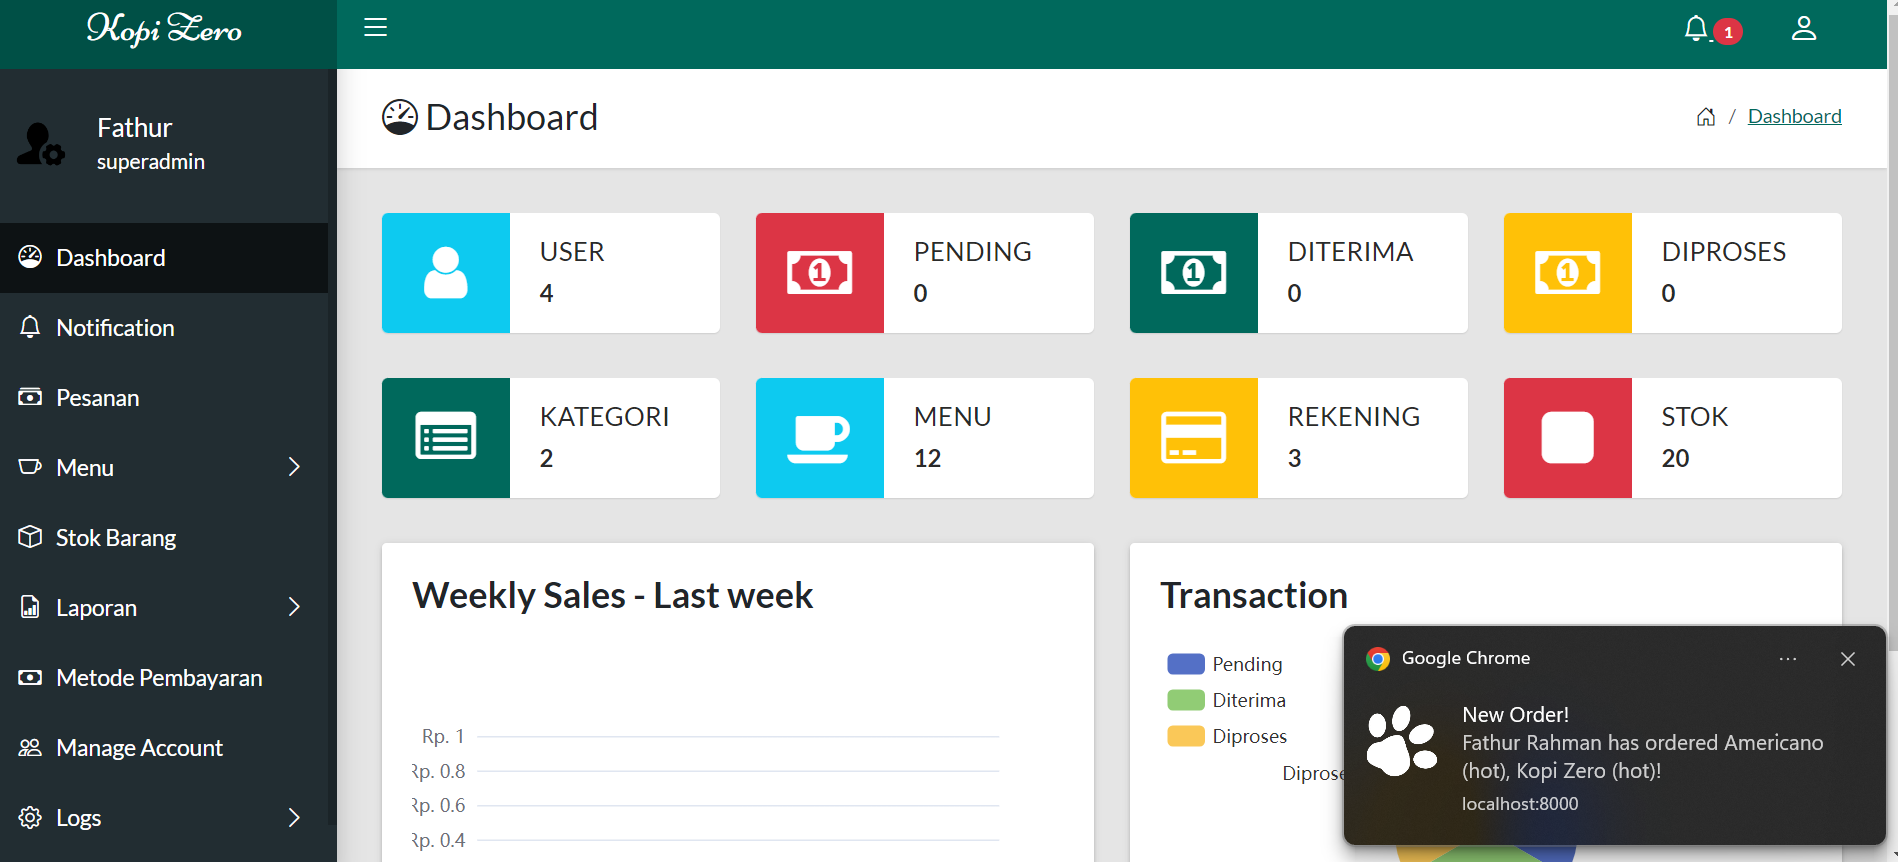 Kopi Zero
1
Fathur
superadmin
Dashboard
Notification
Pesanan
Menu
Stok Barang
Laporan
Metode Pembayaran
Manage Account
Logs
Dashboard
/ Dashboard
USER
4
PENDING
0
DITERIMA
0
DIPROSES
0
KATEGORI
2
MENU
12
REKENING
3
STOK
20
Weekly Sales - Last week
Rp. 1
Rp. 0.8
Rp. 0.6
Rp. 0.4
Transaction
Pending
Diterima
Diproses
Diprose
Google Chrome
New Order!
Fathur Rahman has ordered Americano
(hot), Kopi Zero (hot)!
localhost:8000